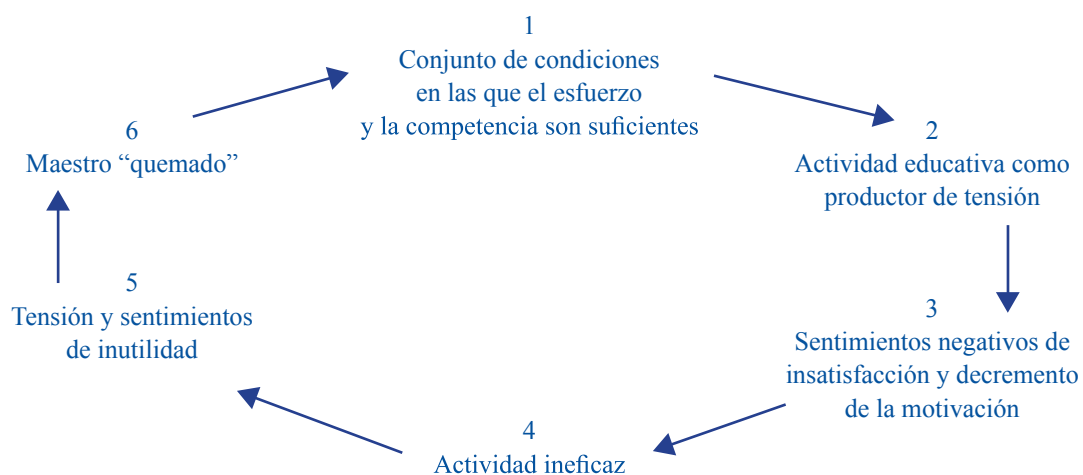 1
Conjunto de condiciones
en las que el esfuerzo
y la competencia son suficientes
2
Actividad educativa como
productor de tensión
3
Sentimientos negativos de
insatisfacción y decremento
de la motivación
4
Actividad ineficaz
5
Tensión y sentimientos
de inutilidad
6
Maestro “quemado”